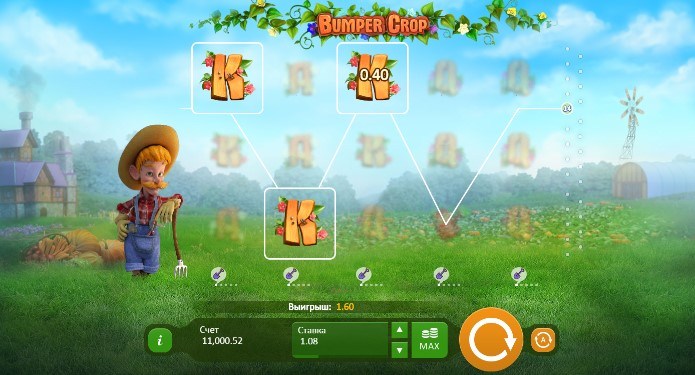 BUMPER CROP
K
K
0.40
K
Выигрыш: 1.60
Счет
11,000.52
Ставка
1.08
MAX
i
A